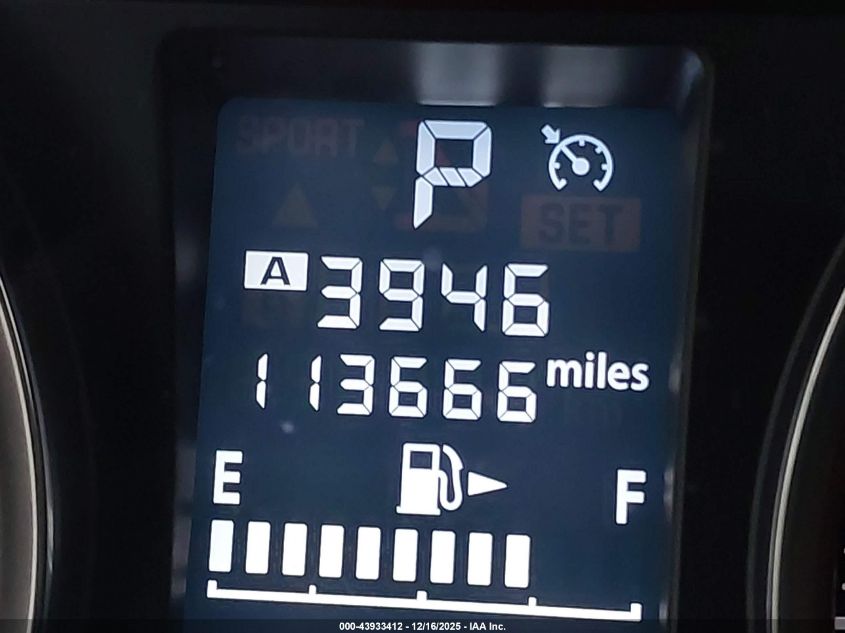 SPORT P
SET
A 3946
113666 miles
E F
000-43933412 - 12/16/2025 - IAA Inc.